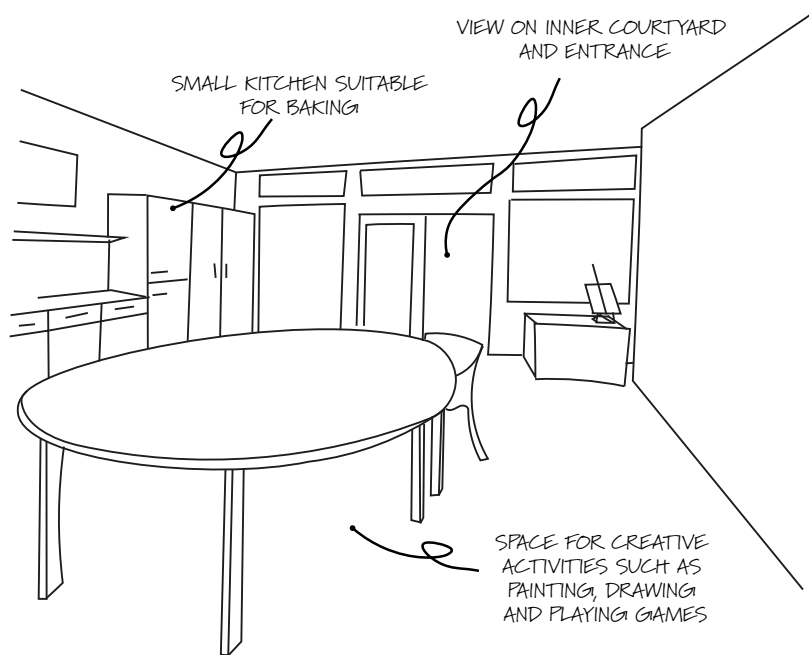 VIEW ON INNER COURTYARD
AND ENTRANCE
SMALL KITCHEN SUITABLE
FOR BAKING
SPACE FOR CREATIVE
ACTIVITIES SUCH AS
PAINTING, DRAWING
AND PLAYING GAMES